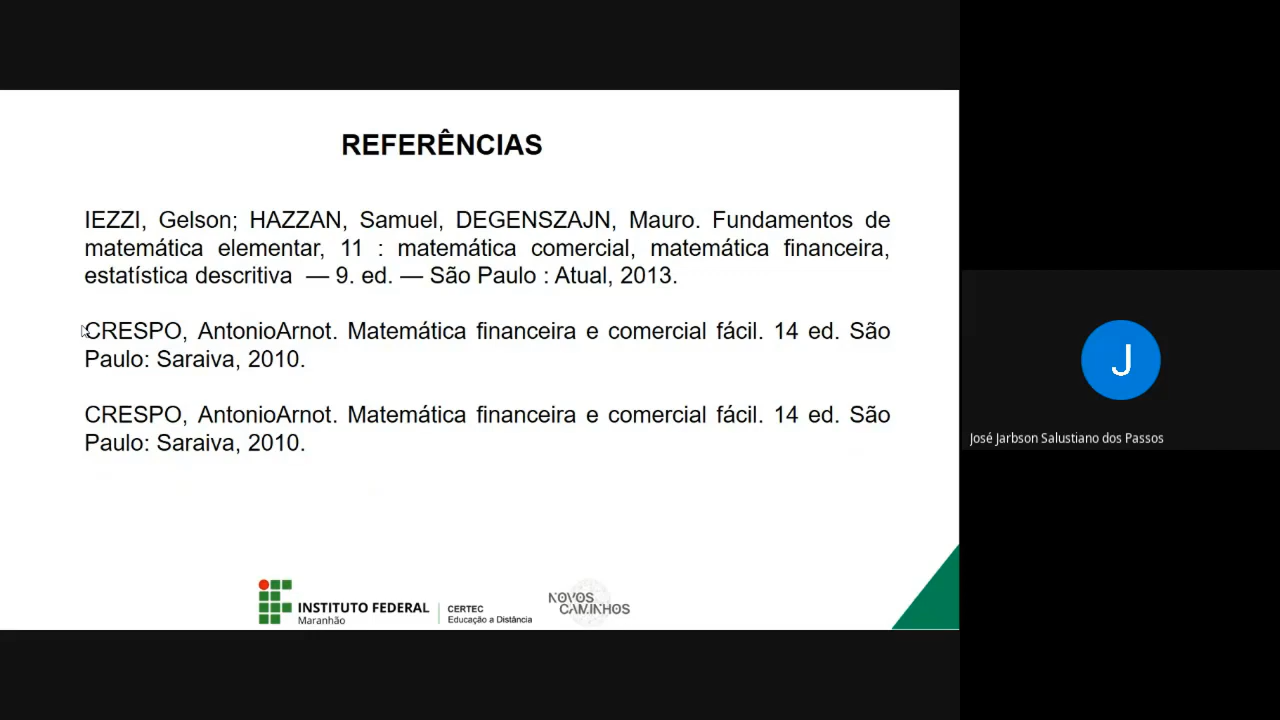 REFERÊNCIAS
IEZZI, Gelson; HAZZAN, Samuel, DEGENSZAJN, Mauro. Fundamentos de
matemática elementar, 11 : matemática comercial, matemática financeira,
estatística descritiva — 9. ed. — São Paulo : Atual, 2013.
CRESPO, AntonioArnot. Matemática financeira e comercial fácil. 14 ed. São
Paulo: Saraiva, 2010.
CRESPO, AntonioArnot. Matemática financeira e comercial fácil. 14 ed. São
Paulo: Saraiva, 2010.
INSTITUTO FEDERAL
Maranhão
CERTEC
Educação a Distância
NOVOS
CAMINHOS
J
José Jarbson Salustiano dos Passos